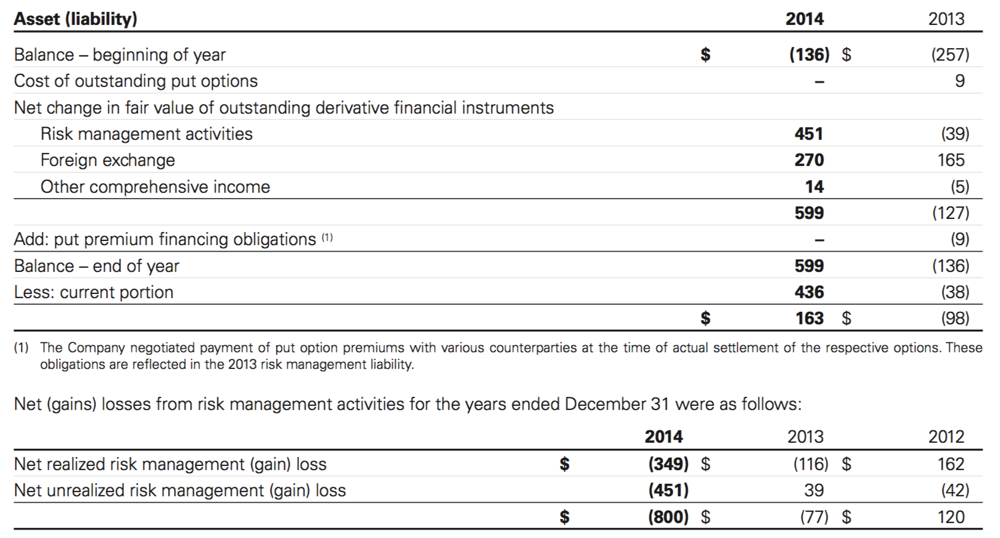 Asset (liability) 2014 2013
Balance – beginning of year $ (136) $ (257)
Cost of outstanding put options – 9
Net change in fair value of outstanding derivative financial instruments
Risk management activities 451 (39)
Foreign exchange 270 165
Other comprehensive income 14 (5)
599 (127)
Add: put premium financing obligations (1) – (9)
Balance – end of year 599 (136)
Less: current portion 436 (38)
$ 163 $ (98)
(1) The Company negotiated payment of put option premiums with various counterparties at the time of actual settlement of the respective options. These
obligations are reflected in the 2013 risk management liability.
Net (gains) losses from risk management activities for the years ended December 31 were as follows:
2014 2013 2012
Net realized risk management (gain) loss $ (349) $ (116) $ 162
Net unrealized risk management (gain) loss (451) 39 (42)
$ (800) $ (77) $ 120